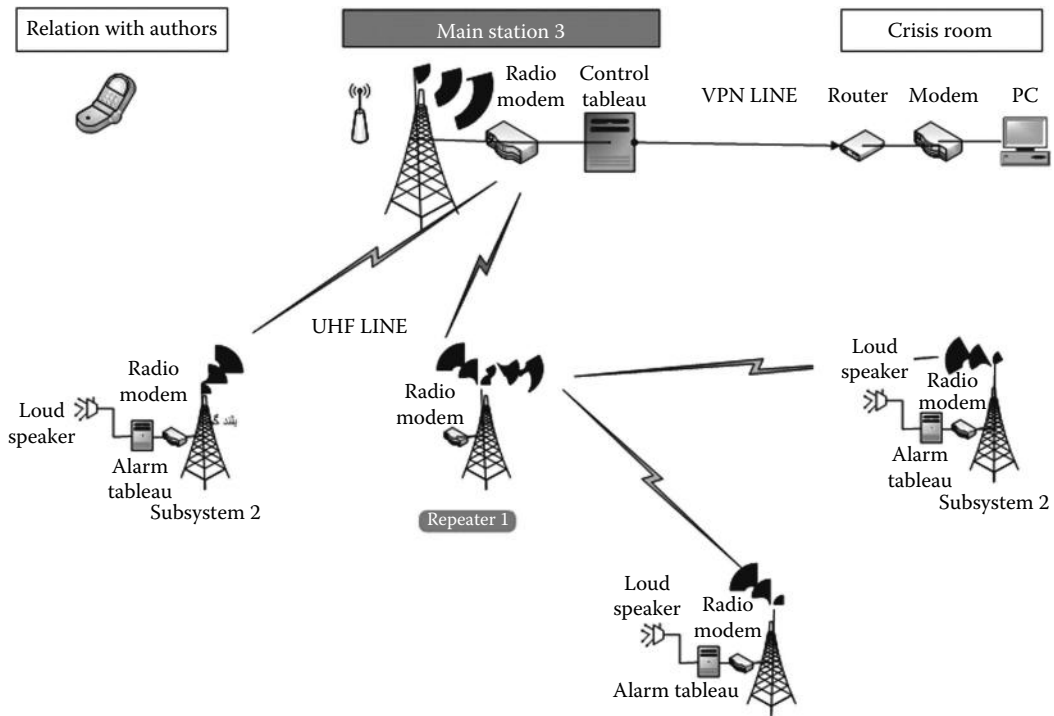 Relation with authors
Main station 3
Crisis room
Radio
modem
Control
tableau
VPN LINE
Router
Modem
PC
UHF LINE
Radio
modem
Loud
speaker
Alarm
tableau
Subsystem 2
Radio
modem
Repeater 1
Loud
speaker
Radio
modem
Alarm
tableau
Subsystem 2
Loud
speaker
Radio
modem
Alarm tableau